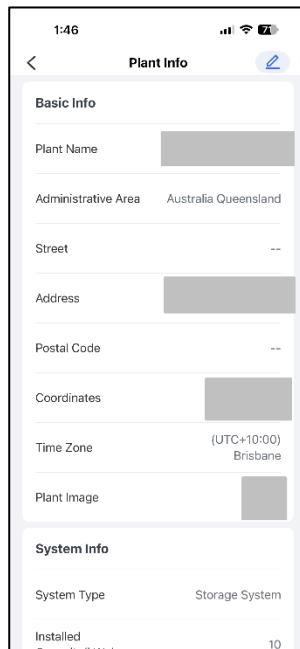 1:46
71
Plant Info
Basic Info
Plant Name
Administrative Area Australia Queensland
Street --
Address
Postal Code --
Coordinates
Time Zone (UTC+10:00)
Brisbane
Plant Image
System Info
System Type Storage System
Installed
10